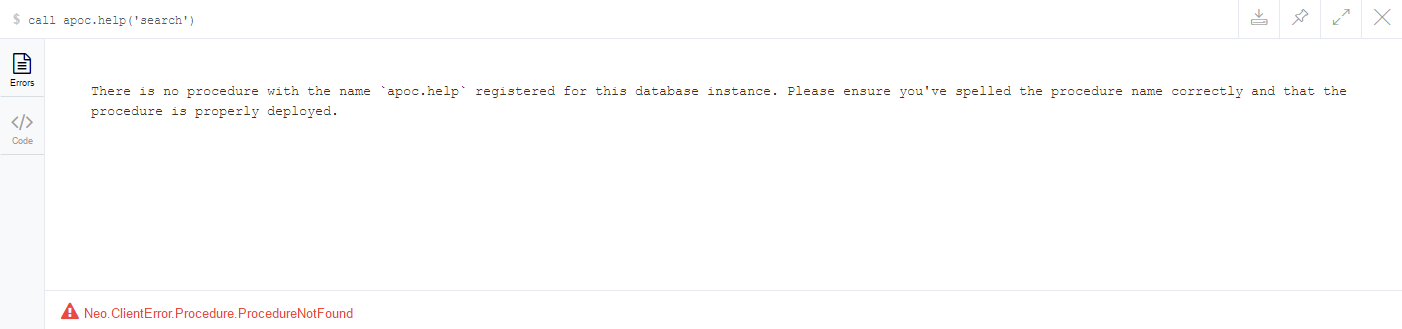 $ call apoc.help('search')
Errors
There is no procedure with the name `apoc.help` registered for this database instance. Please ensure you've spelled the procedure name correctly and that the
procedure is properly deployed.
</>
Code
Neo.ClientError.Procedure.ProcedureNotFound